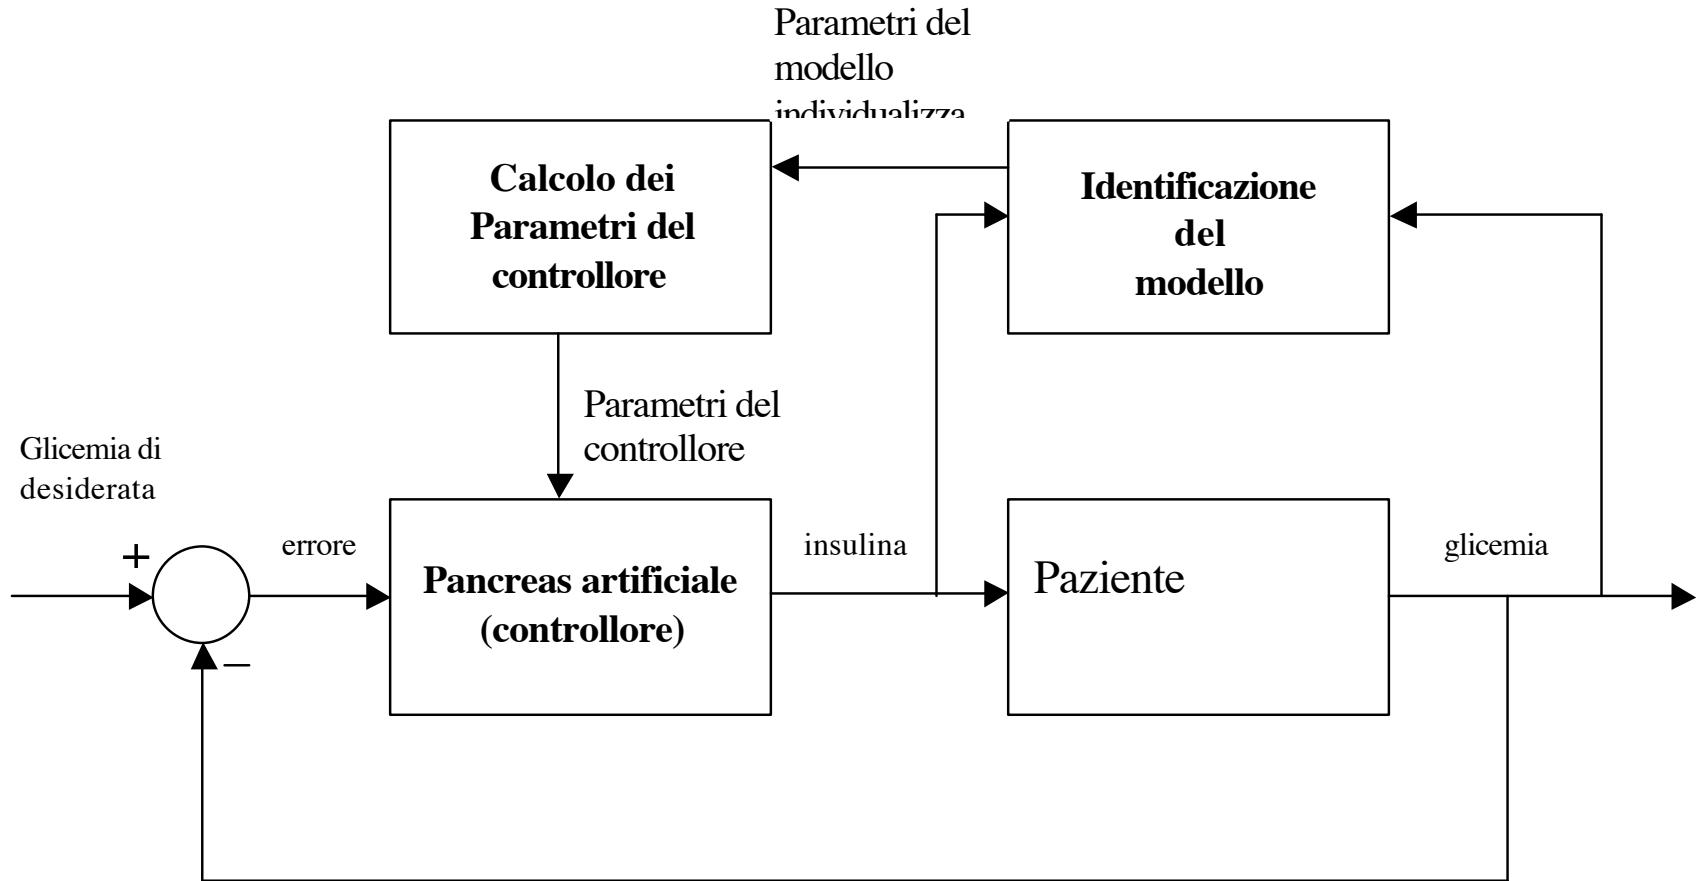 Parametri del
modello
individualizza
Calcolo dei
Parametri del
controllore
Identificazione
del
modello
Parametri del
controllore
Glicemia di
desiderata
+
errore
insulina
glicemia
Pancreas artificiale
(controllore)
Paziente
−